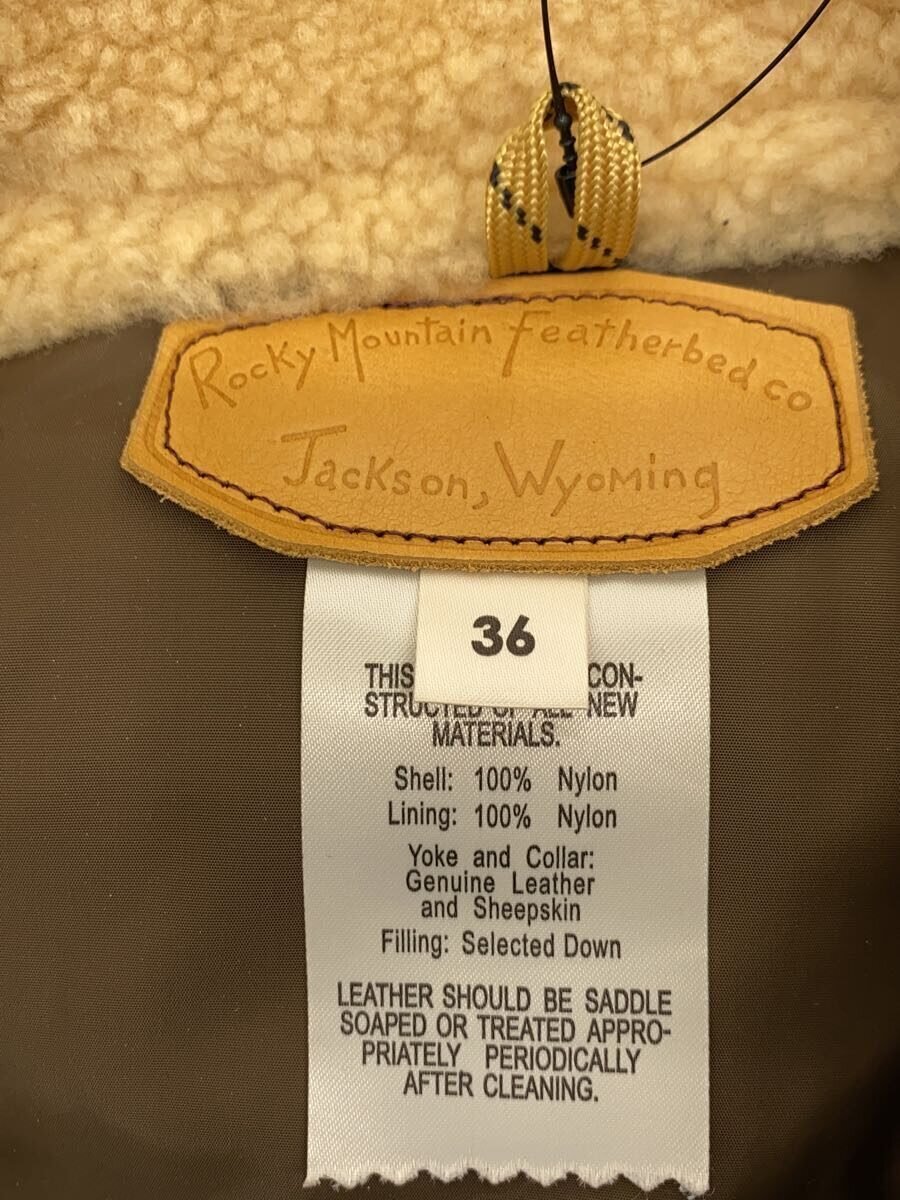 Rocky Mountain Featherbed co
Jackson, Wyoming
36
THIS CON-
STRUCTED OF ALL NEW
MATERIALS.
Shell: 100% Nylon
Lining: 100% Nylon
Yoke and Collar:
Genuine Leather
and Sheepskin
Filling: Selected Down
LEATHER SHOULD BE SADDLE
SOAPED OR TREATED APPRO-
PRIATELY PERIODICALLY
AFTER CLEANING.